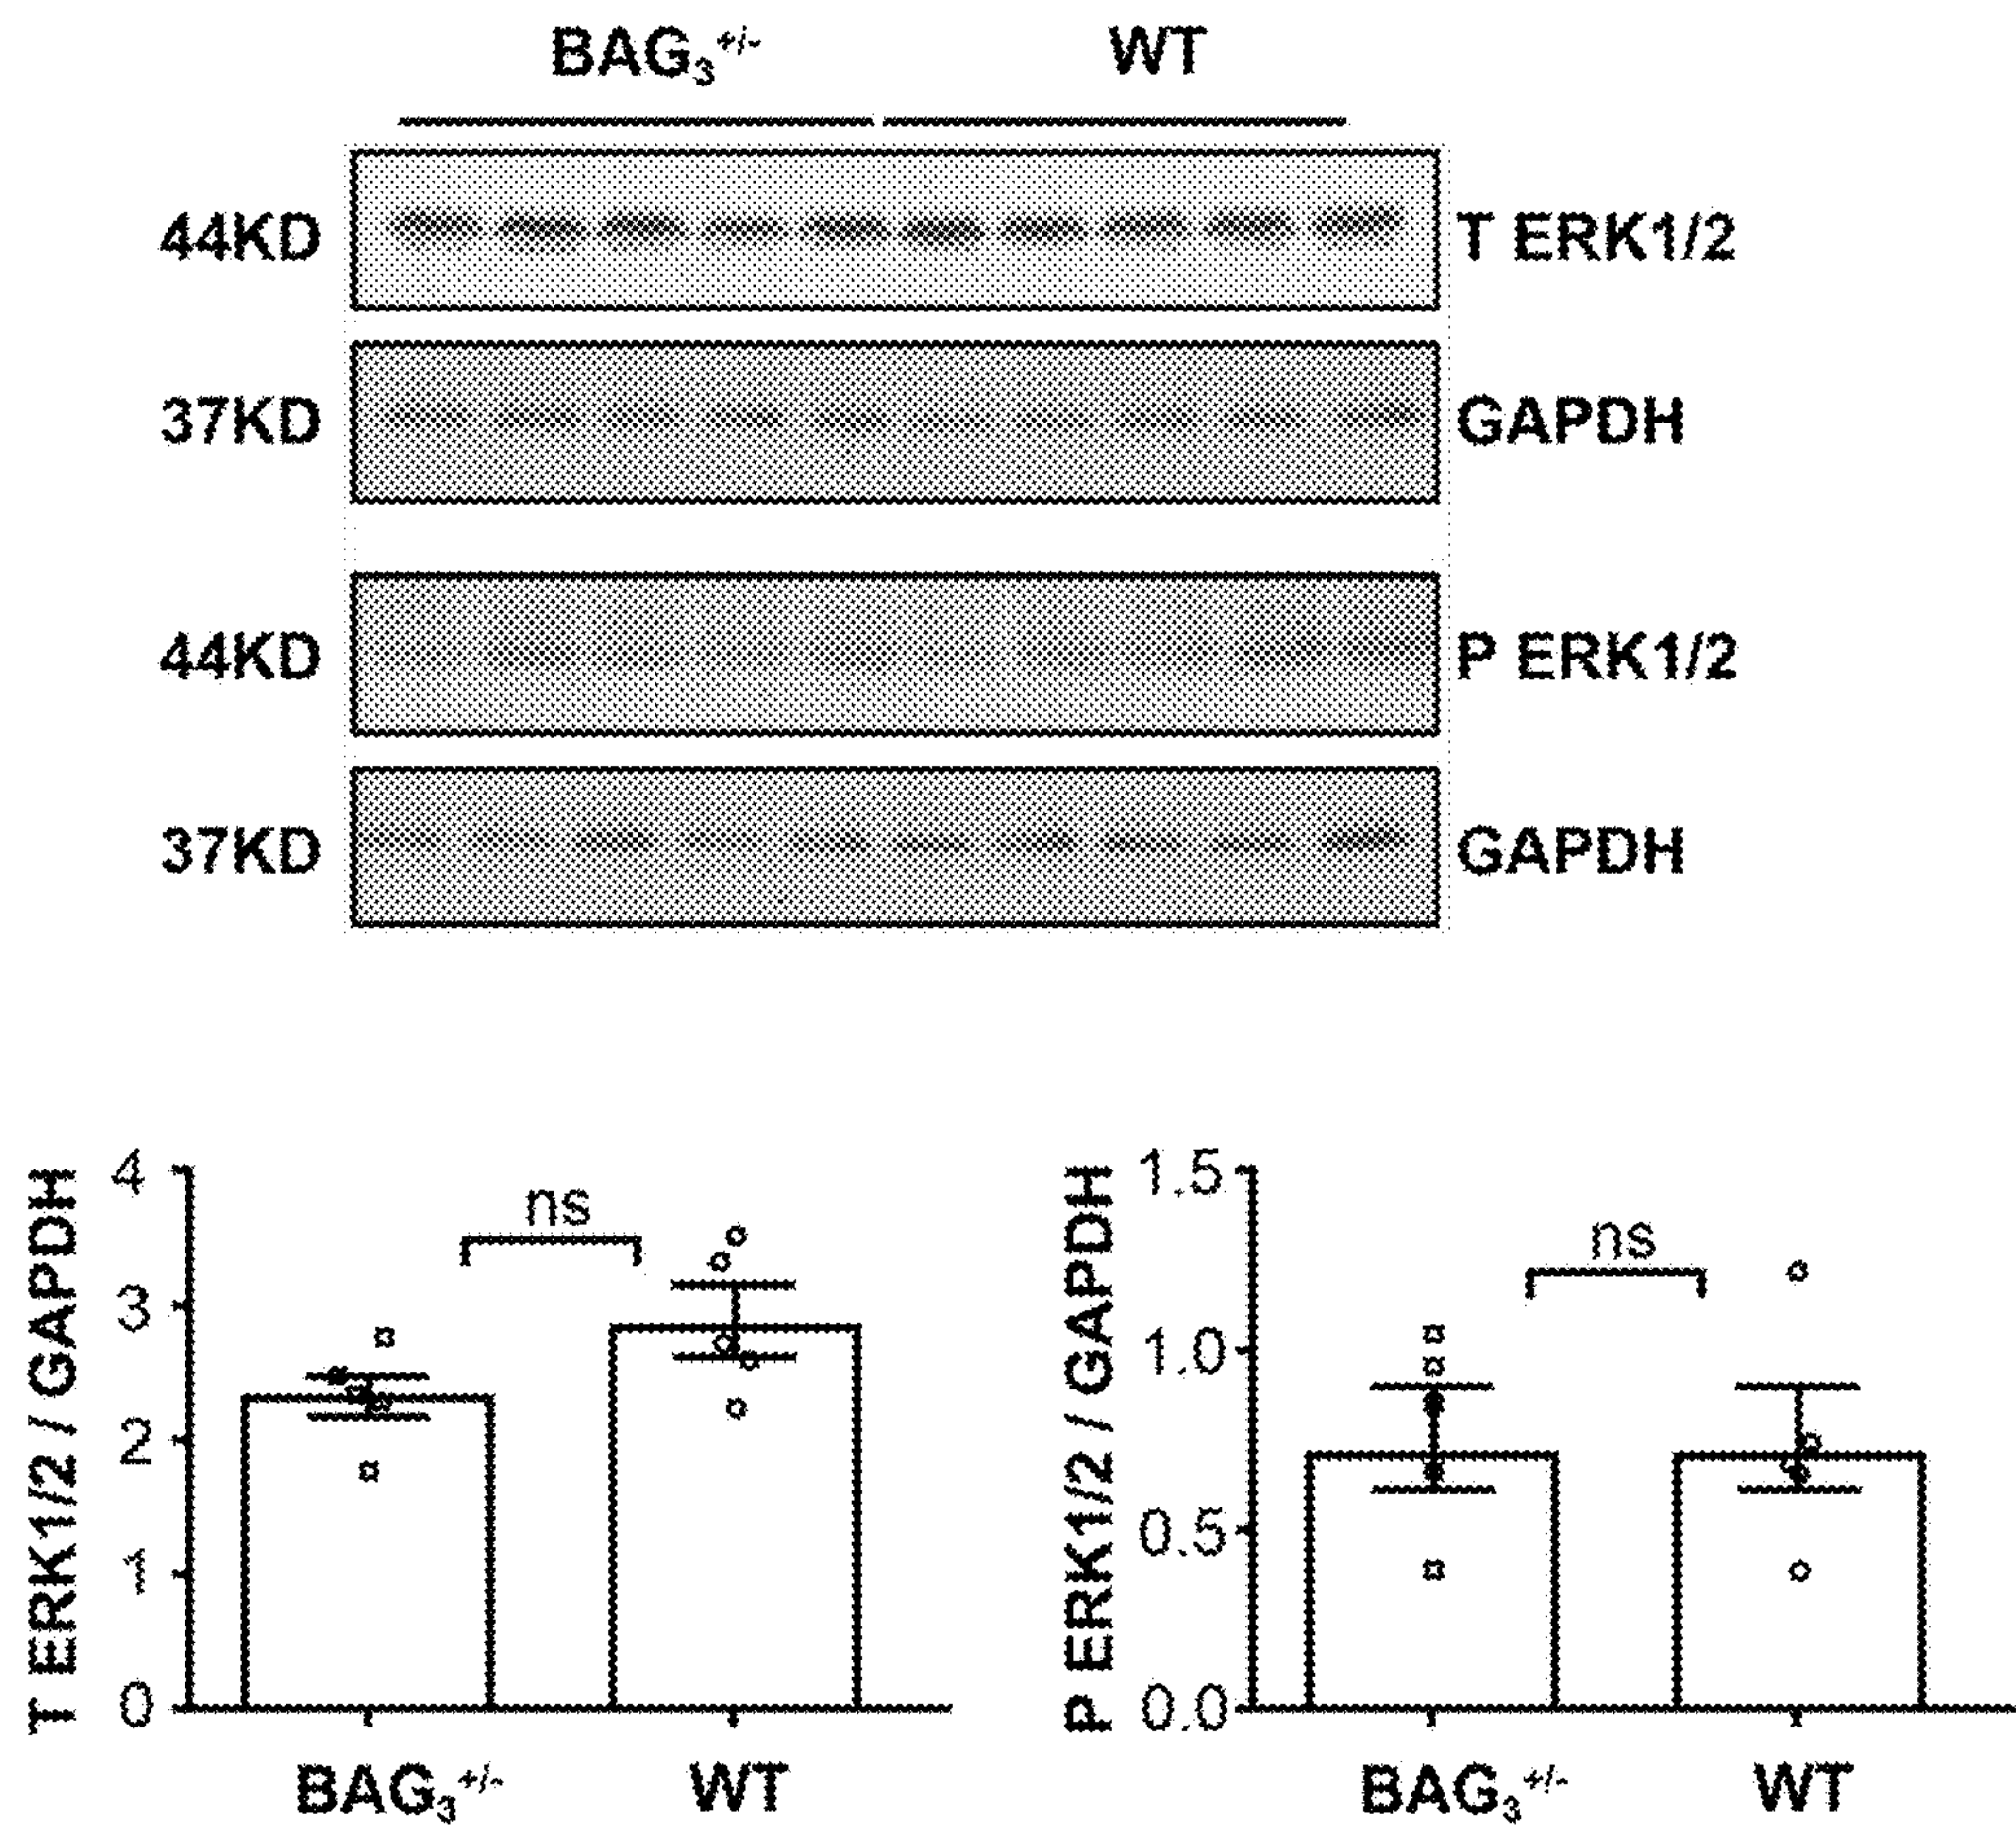 BAG3+/- WT
44KD T ERK1/2
37KD GAPDH
44KD P ERK1/2
37KD GAPDH
T ERK1/2 / GAPDH
4
3
2
1
0
ns
BAG3+/- WT
P ERK1/2 / GAPDH
1.5
1.0
0.5
0.0
ns
BAG3+/- WT